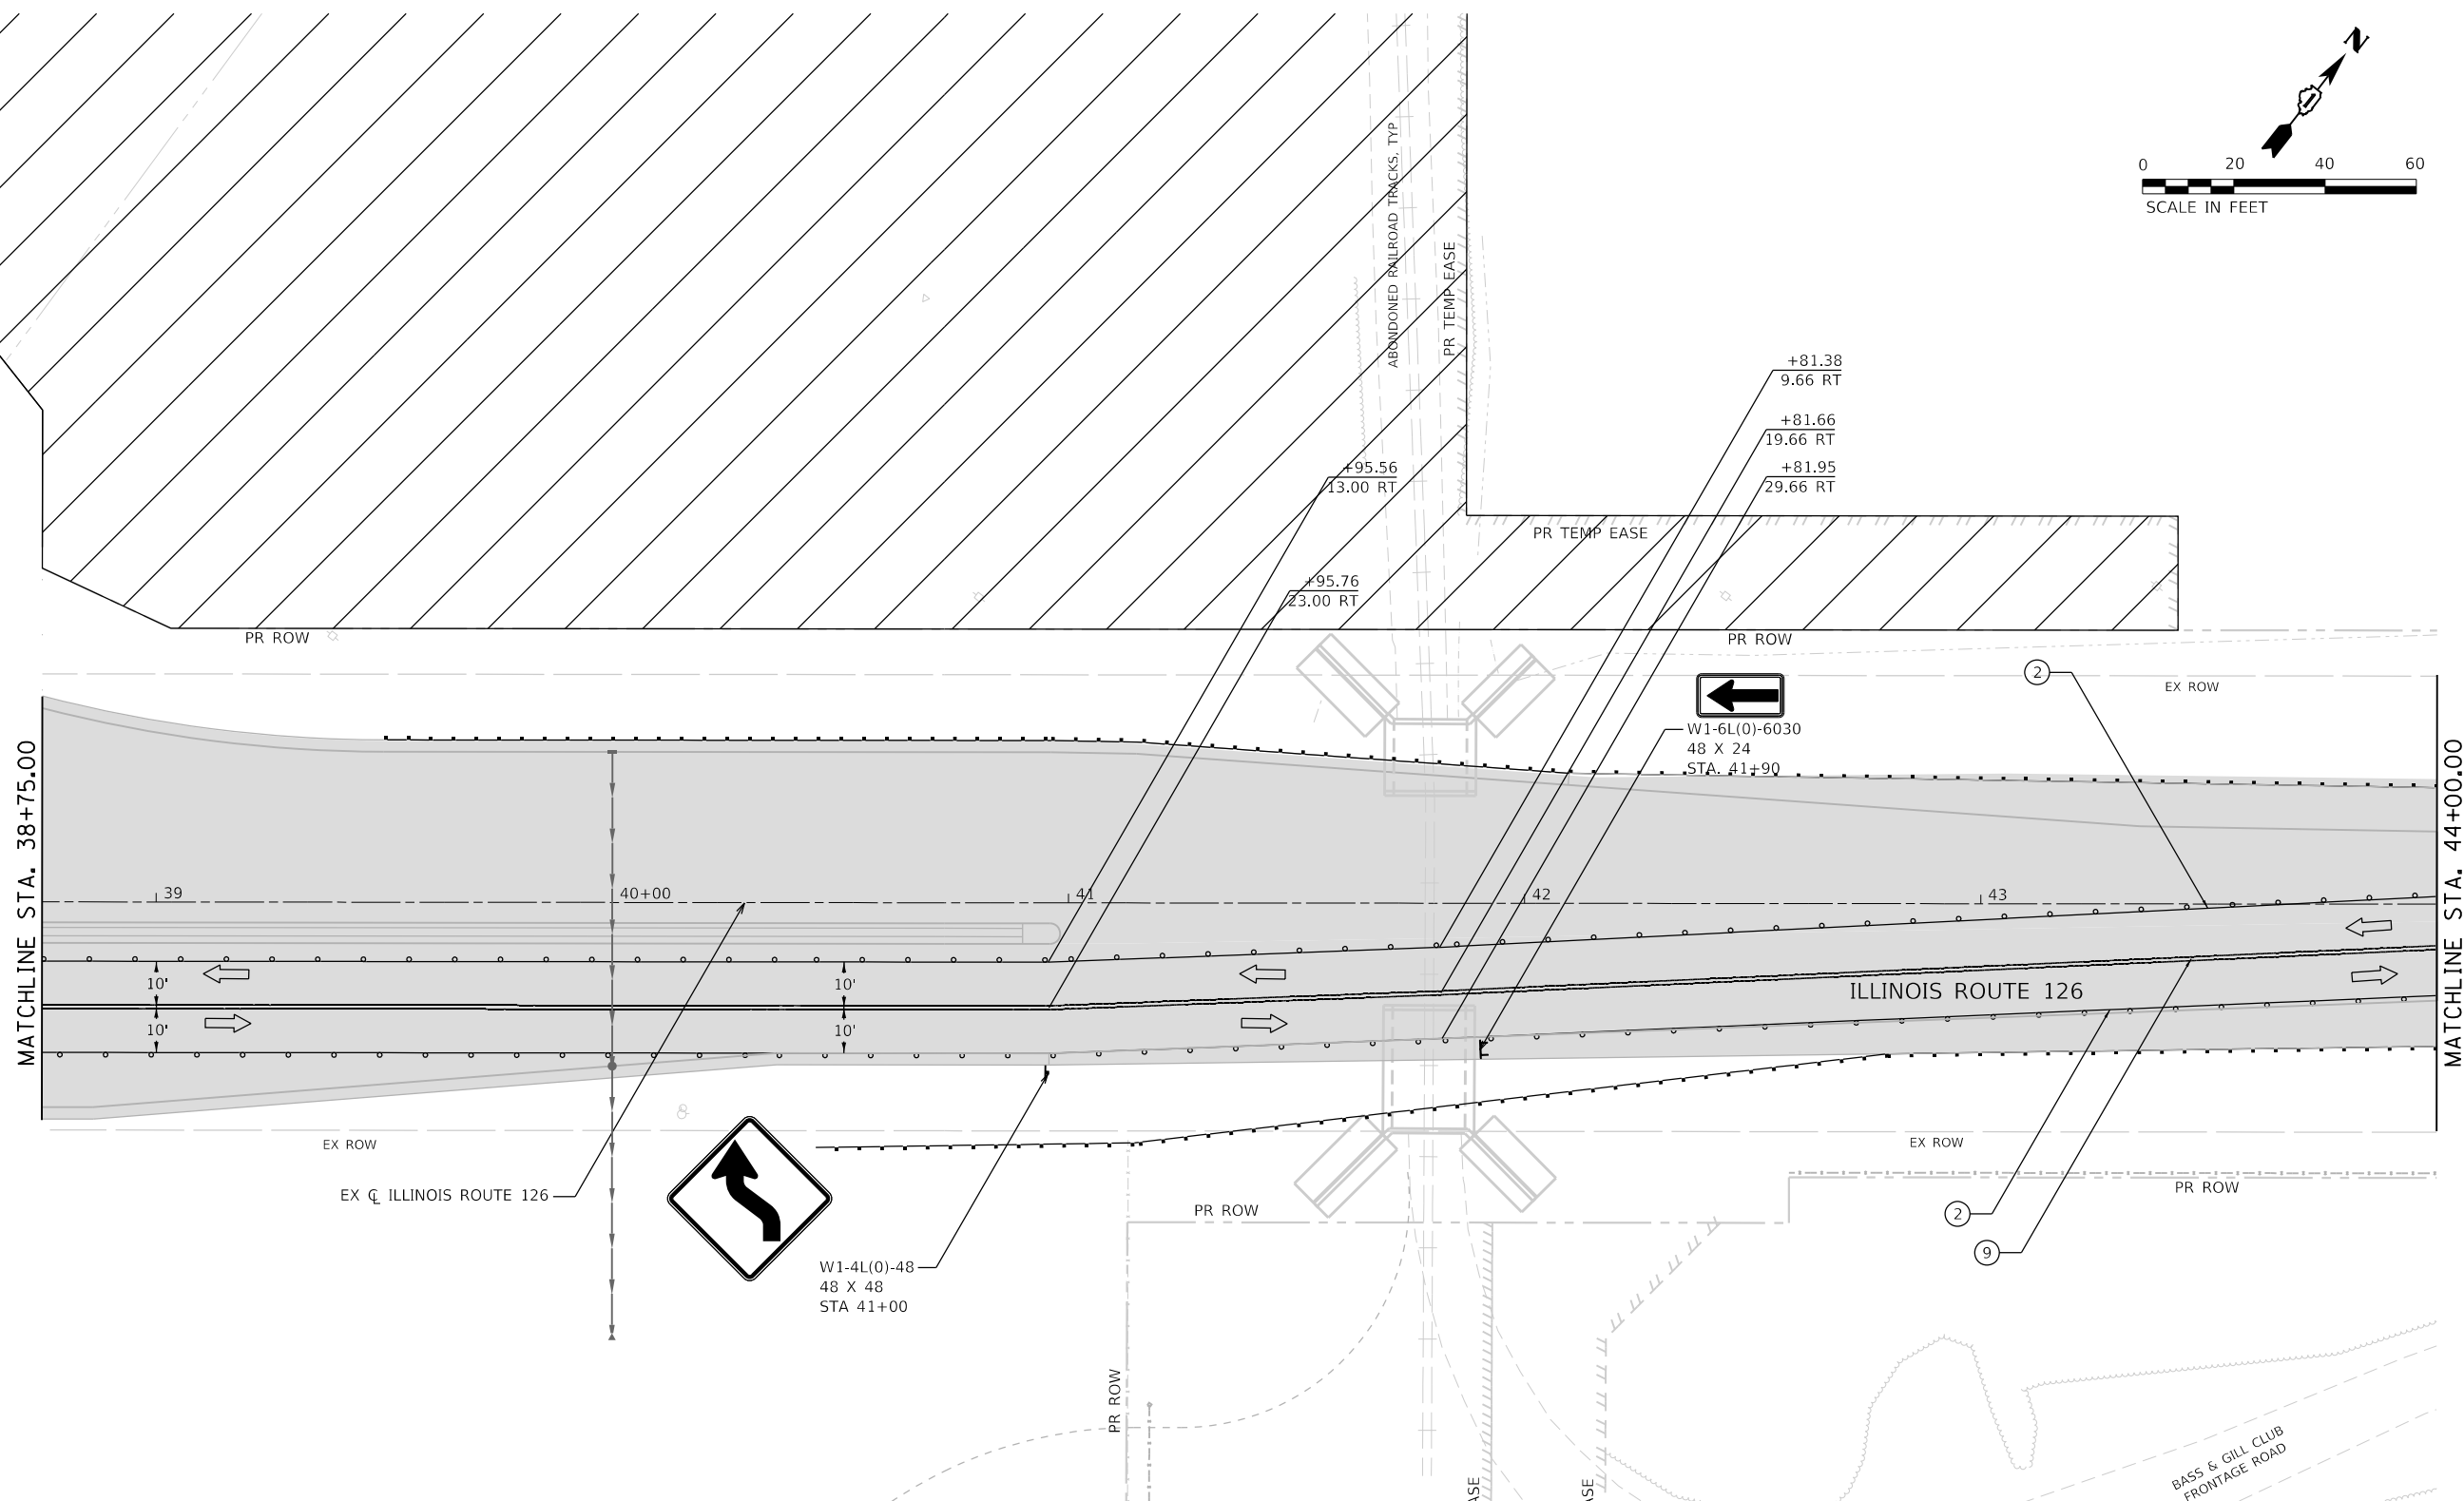 N
0 20 40 60
SCALE IN FEET
ABONDONED RAILROAD TRACKS, TYP
PR TEMP EASE
+81.38
9.66 RT
+81.66
19.66 RT
+81.95
29.66 RT
+95.56
13.00 RT
+95.76
23.00 RT
PR TEMP EASE
PR ROW
PR ROW
2
EX ROW
W1-6L(0)-6030
48 X 24
STA. 41+90
MATCHLINE STA. 38+75.00
MATCHLINE STA. 44+00.00
39
40+00
41
42
43
10'
10'
10'
10'
ILLINOIS ROUTE 126
EX ROW
EX ROW
EX ℄ ILLINOIS ROUTE 126
PR ROW
PR ROW
2
9
W1-4L(0)-48
48 X 48
STA 41+00
PR ROW
ASE
ASE
BASS & GILL CLUB
FRONTAGE ROAD